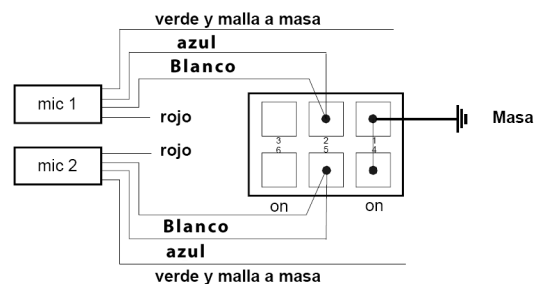 verde y malla a masa
azul
Blanco
mic 1
rojo
3 2 1
6 5 4
Masa
mic 2
rojo
on on
Blanco
azul
verde y malla a masa